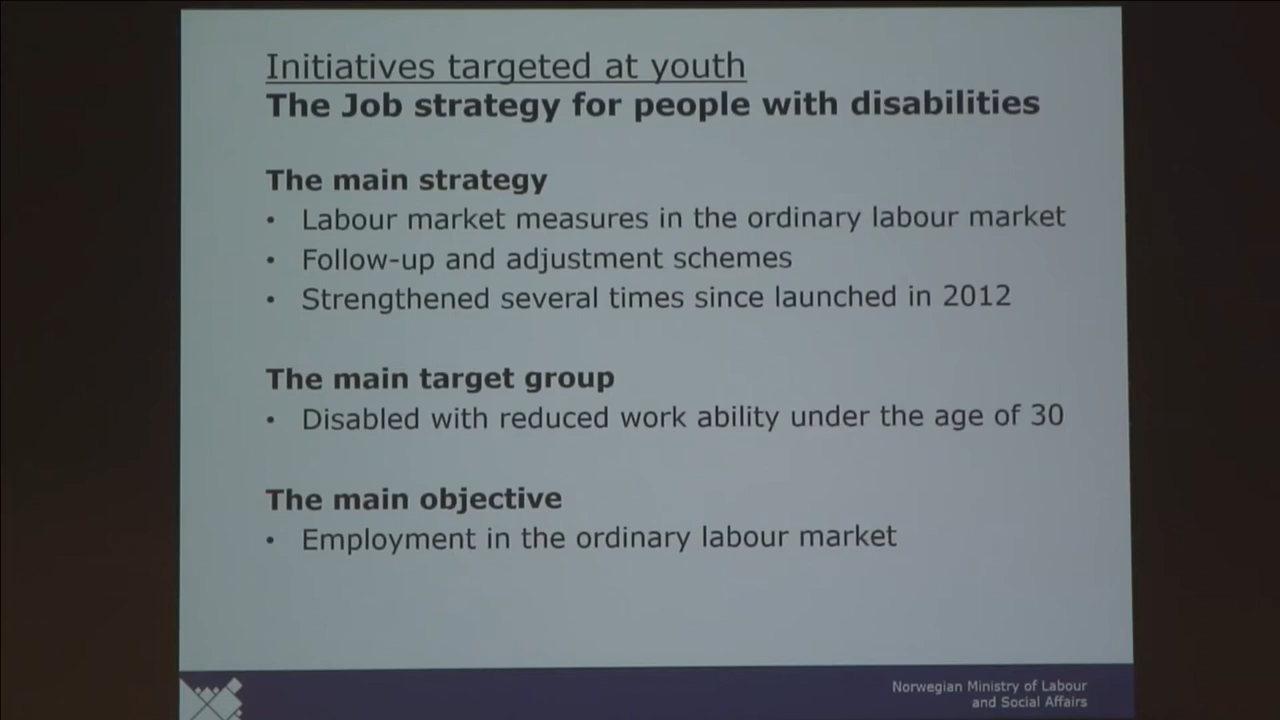 Initiatives targeted at youth
The Job strategy for people with disabilities
The main strategy
• Labour market measures in the ordinary labour market
• Follow-up and adjustment schemes
• Strengthened several times since launched in 2012
The main target group
• Disabled with reduced work ability under the age of 30
The main objective
• Employment in the ordinary labour market
Norwegian Ministry of Labour
and Social Affairs